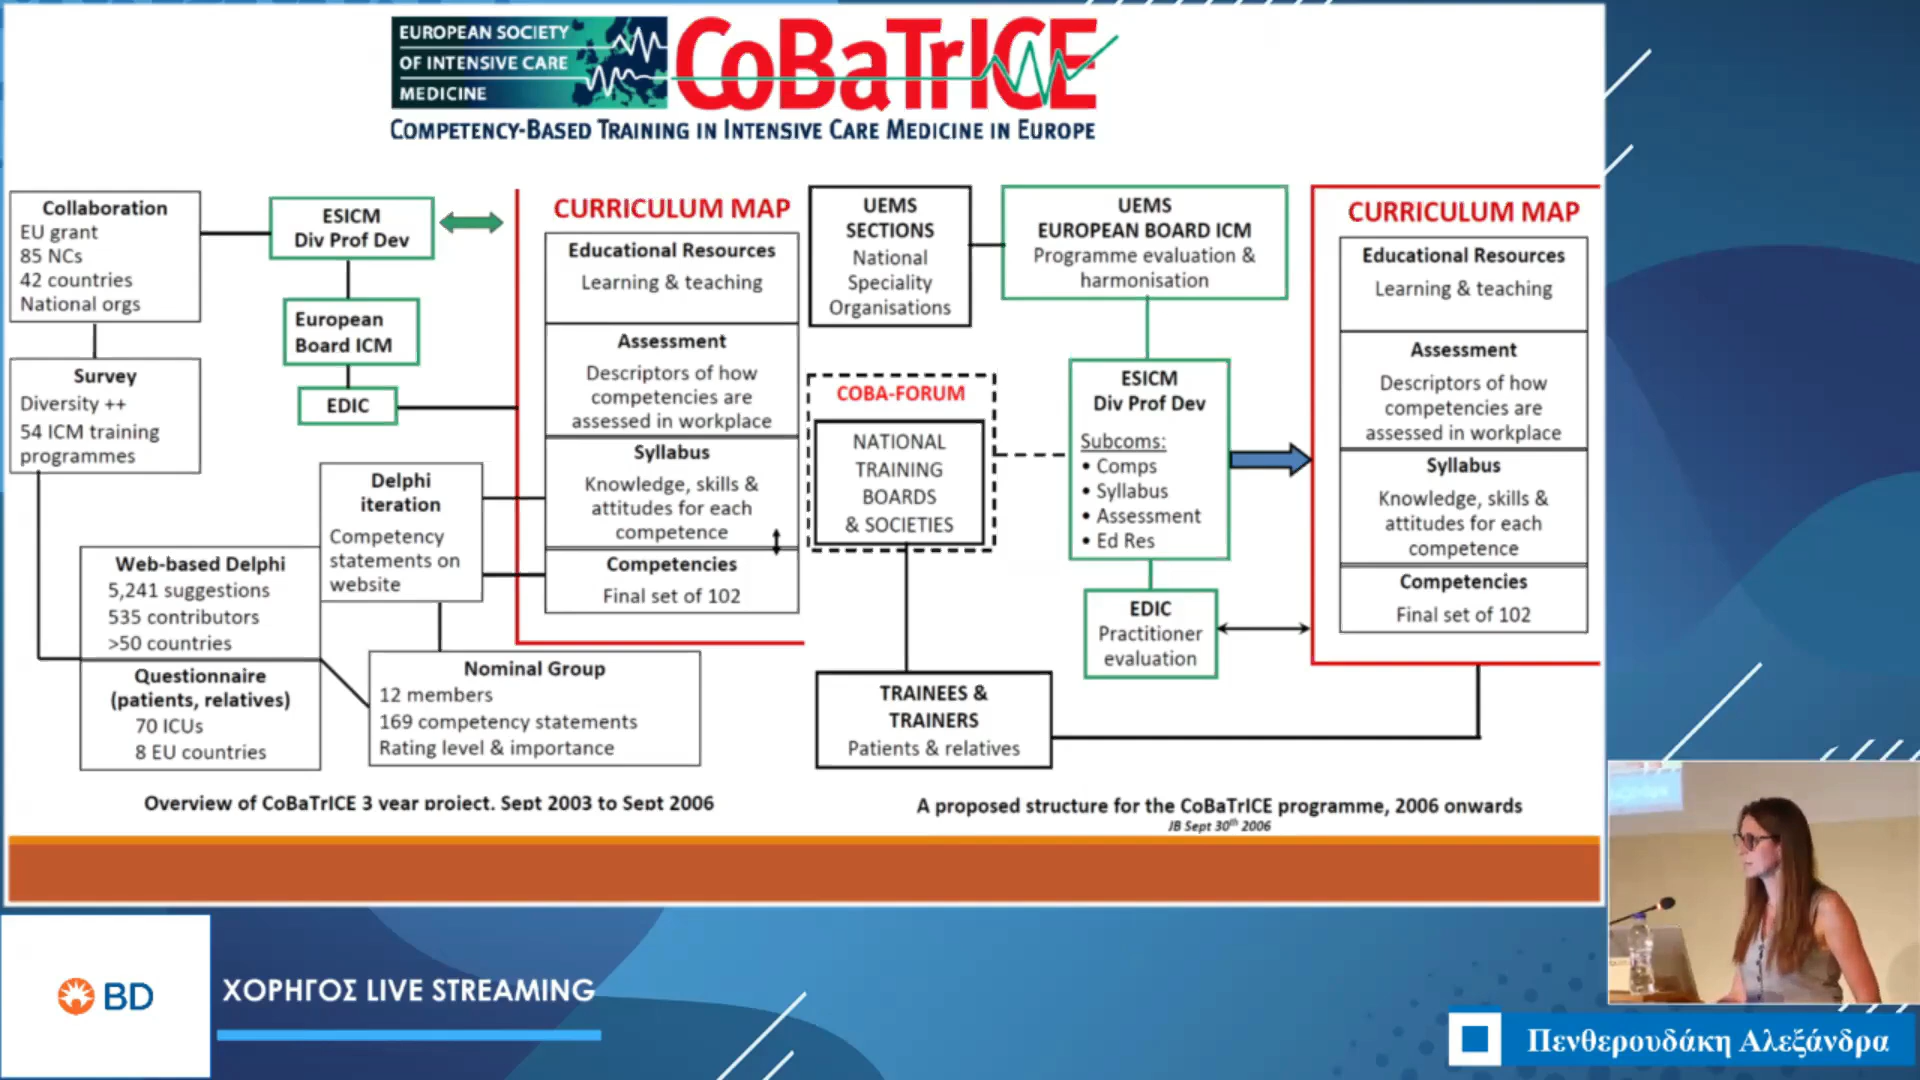 EUROPEAN SOCIETY
OF INTENSIVE CARE
MEDICINE
CoBaTrICE
COMPETENCY-BASED TRAINING IN INTENSIVE CARE MEDICINE IN EUROPE
Collaboration
EU grant
85 NCs
42 countries
National orgs
Survey
Diversity ++
54 ICM training
programmes
ESICM
Div Prof Dev
European
Board ICM
EDIC
Delphi
iteration
Competency
statements on
website
Web-based Delphi
5,241 suggestions
535 contributors
>50 countries
Questionnaire
(patients, relatives)
70 ICUs
8 EU countries
Nominal Group
12 members
169 competency statements
Rating level & importance
CURRICULUM MAP
Educational Resources
Learning & teaching
Assessment
Descriptors of how
competencies are
assessed in workplace
Syllabus
Knowledge, skills &
attitudes for each
competence
Competencies
Final set of 102
Overview of CoBaTrICE 3 year project. Sept 2003 to Sept 2006
UEMS
SECTIONS
National
Speciality
Organisations
UEMS
EUROPEAN BOARD ICM
Programme evaluation &
harmonisation
COBA-FORUM
NATIONAL
TRAINING
BOARDS
& SOCIETIES
ESICM
Div Prof Dev
Subcoms:
• Comps
• Syllabus
• Assessment
• Ed Res
EDIC
Practitioner
evaluation
TRAINEES &
TRAINERS
Patients & relatives
CURRICULUM MAP
Educational Resources
Learning & teaching
Assessment
Descriptors of how
competencies are
assessed in workplace
Syllabus
Knowledge, skills &
attitudes for each
competence
Competencies
Final set of 102
A proposed structure for the CoBaTrICE programme, 2006 onwards
JB Sept 30th 2006
BD
ΧΟΡΗΓΟΣ LIVE STREAMING
Πενθερουδάκη Αλεξάνδρα